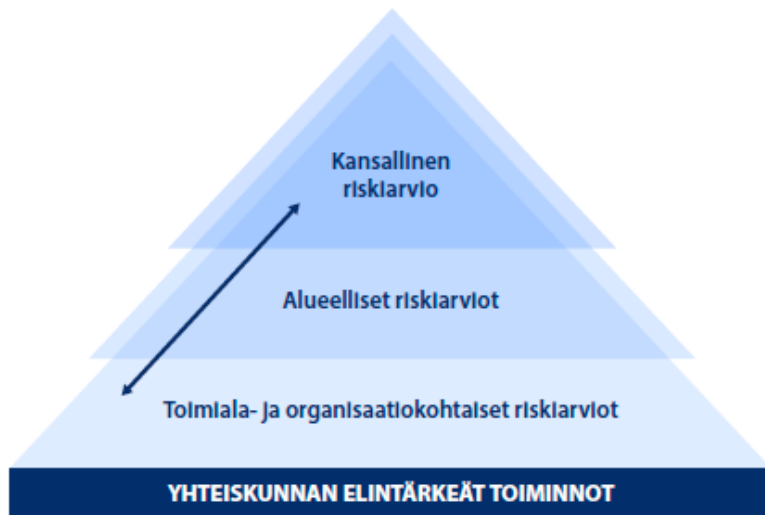 Kansallinen
riskiarvio
Alueelliset riskiarviot
Toimiala- ja organisaatiokohtaiset riskiarviot
YHTEISKUNNAN ELINTÄRKEÄT TOIMINNOT